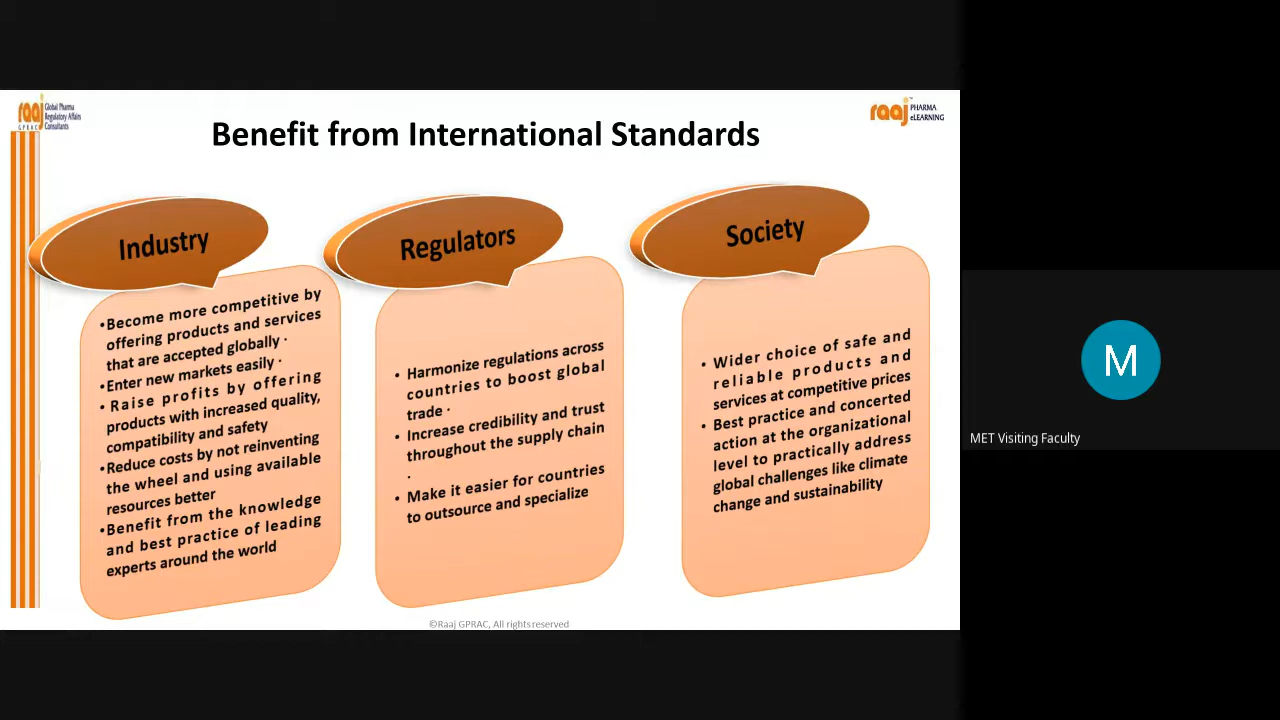 raaj
GPRAC
Global Pharma
Regulatory Affairs
Consultants
raaj
PHARMA
eLEARNING
Benefit from International Standards
Industry
•Become more competitive by
offering products and services
that are accepted globally ·
•Enter new markets easily ·
• Raise profits by offering
products with increased quality,
compatibility and safety
•Reduce costs by not reinventing
the wheel and using available
resources better
•Benefit from the knowledge
and best practice of leading
experts around the world
Regulators
• Harmonize regulations across
countries to boost global
trade ·
• Increase credibility and trust
throughout the supply chain
·
• Make it easier for countries
to outsource and specialize
Society
• Wider choice of safe and
reliable products and
services at competitive prices
• Best practice and concerted
action at the organizational
level to practically address
global challenges like climate
change and sustainability
©Raaj GPRAC, All rights reserved
M
MET Visiting Faculty